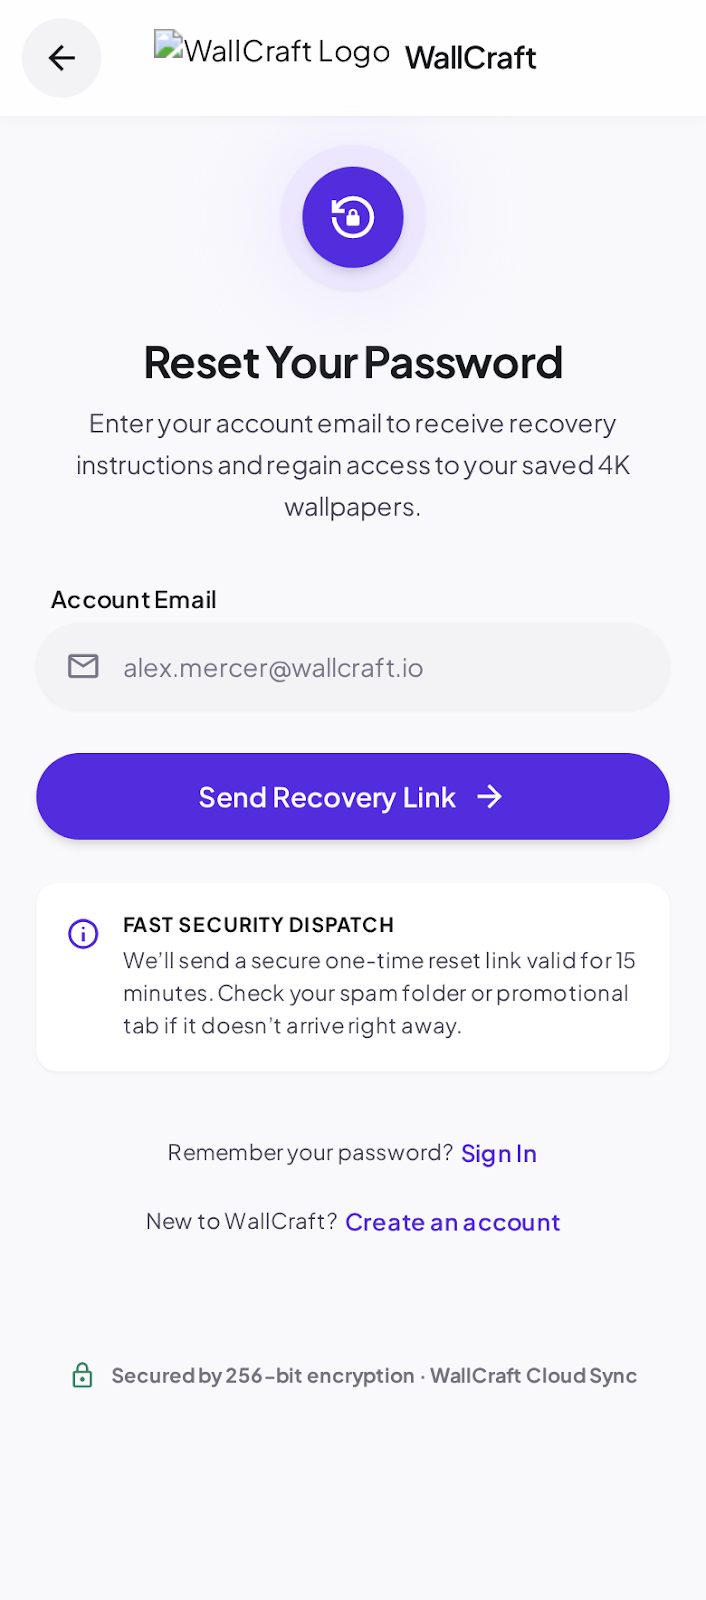 WallCraft Logo WallCraft
Reset Your Password
Enter your account email to receive recovery
instructions and regain access to your saved 4K
wallpapers.
Account Email
alex.mercer@wallcraft.io
Send Recovery Link
FAST SECURITY DISPATCH
We’ll send a secure one-time reset link valid for 15
minutes. Check your spam folder or promotional
tab if it doesn’t arrive right away.
Remember your password? Sign In
New to WallCraft? Create an account
Secured by 256-bit encryption · WallCraft Cloud Sync